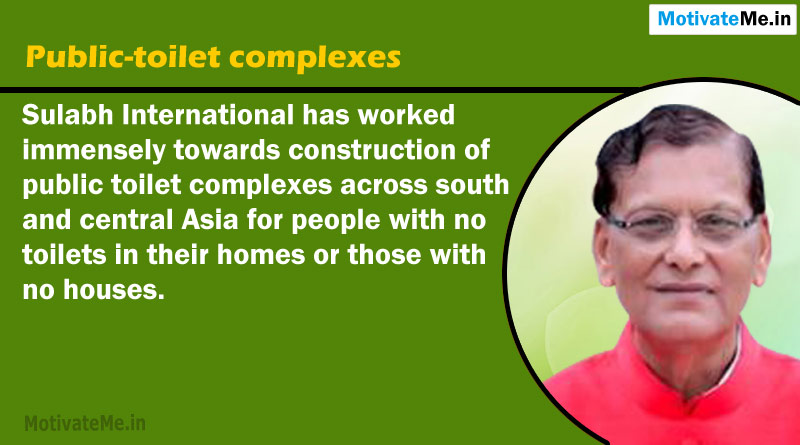 MotivateMe.in
Public-toilet complexes
Sulabh International has worked
immensely towards construction of
public toilet complexes across south
and central Asia for people with no
toilets in their homes or those with
no houses.
MotivateMe.in